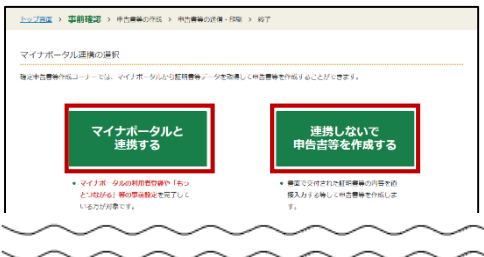 トップ画面 › 事前確認 › 申告書等の作成 › 申告書等の送信・印刷 › 終了
マイナポータル連携の選択
確定申告書等作成コーナーでは、マイナポータルから証明書等データを取得して申告書等を作成することができます。
マイナポータルと
連携する
連携しないで
申告書等を作成する
• マイナポータルの利用者登録や「もっ
とつながる」等の事前設定を完了して
いる方が対象です。
• 書面で交付された証明書等の内容を直
接入力する等して申告書等を作成しま
す。